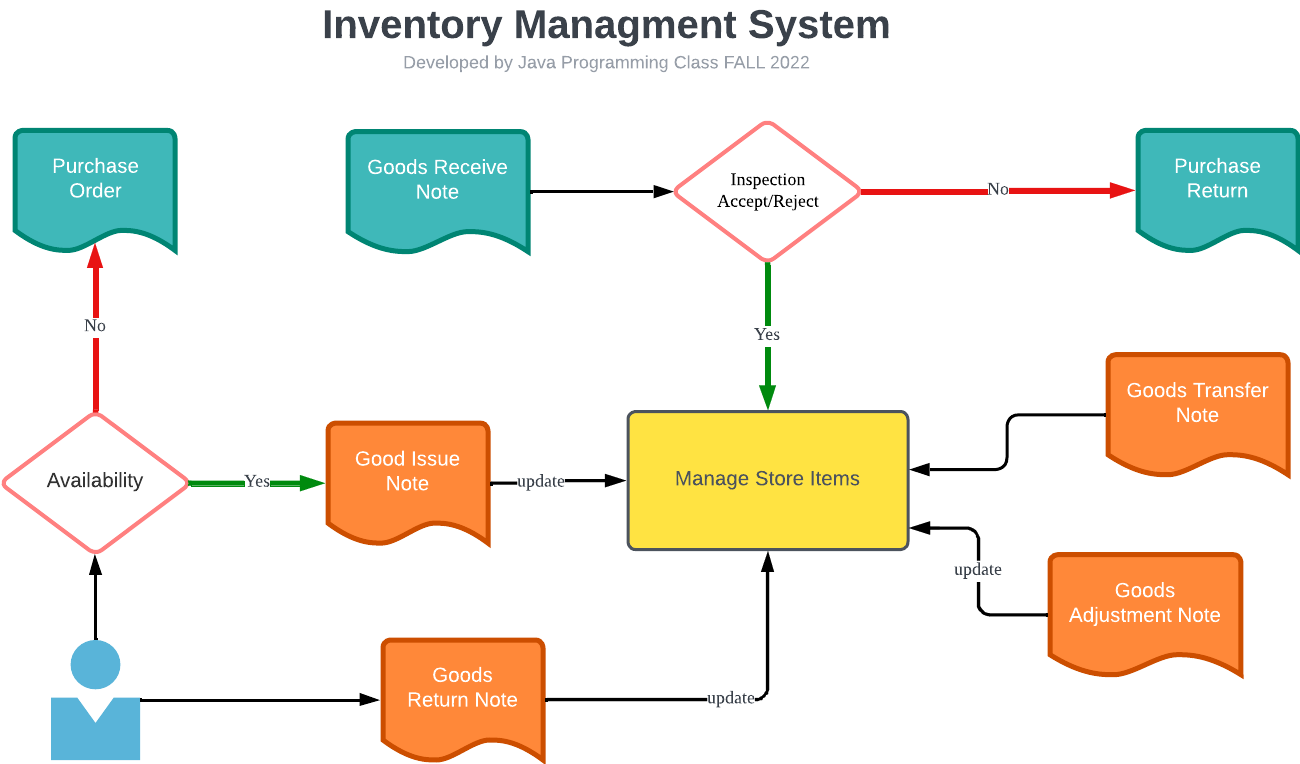 Inventory Managment System
Developed by Java Programming Class FALL 2022
Purchase
Order
Goods Receive
Note
Inspection
Accept/Reject
No
Purchase
Return
No
Yes
Goods Transfer
Note
Availability
Yes
Good Issue
Note
update
Manage Store Items
update
Goods
Adjustment Note
Goods
Return Note
update